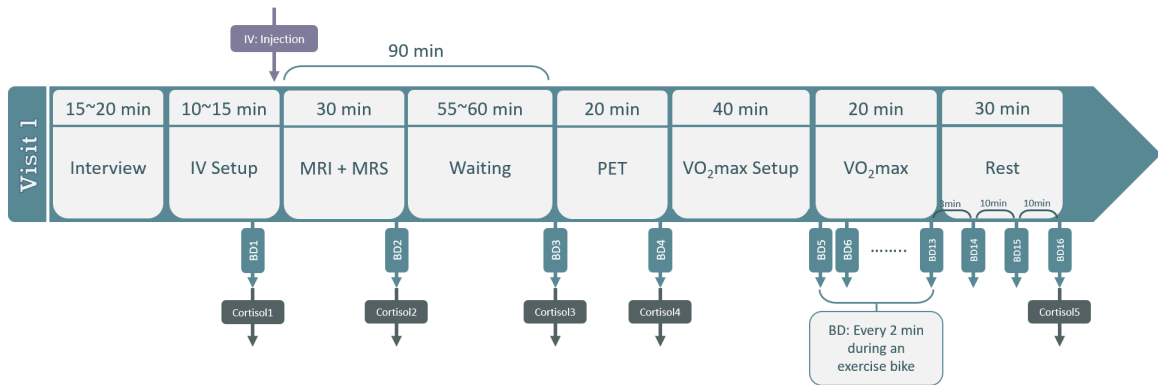 IV: Injection
90 min
Visit 1
15~20 min
10~15 min
30 min
55~60 min
20 min
40 min
20 min
30 min
Interview
IV Setup
MRI + MRS
Waiting
PET
VO₂max Setup
VO₂max
Rest
3min
10min
10min
BD1
BD2
BD3
BD4
BD5
BD6
........
BD13
BD14
BD15
BD16
Cortisol1
Cortisol2
Cortisol3
Cortisol4
Cortisol5
BD: Every 2 min
during an
exercise bike